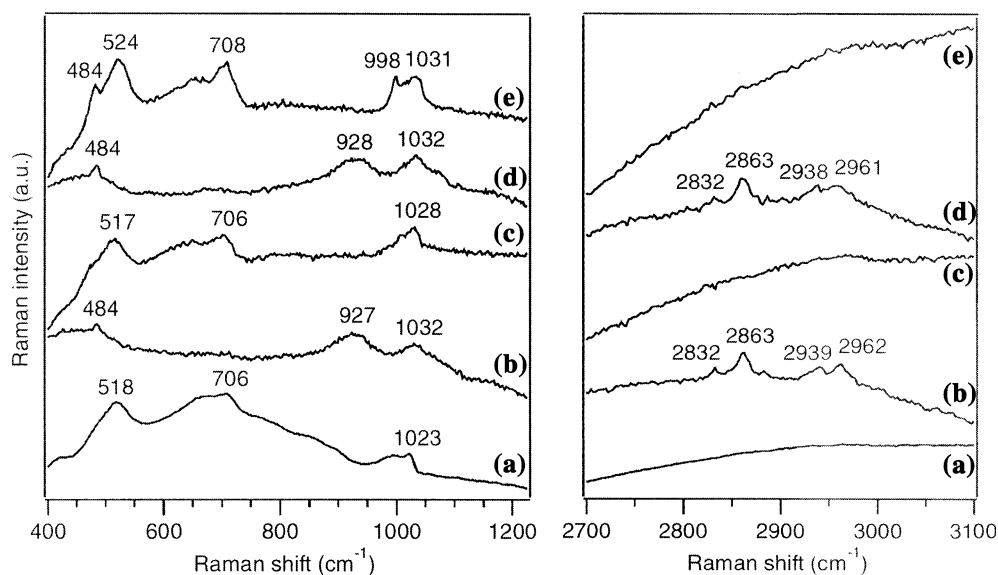 Raman intensity (a.u.)
484 524 708 998 1031 (e)
484 928 1032 (d)
517 706 1028 (c)
484 927 1032 (b)
518 706 1023 (a)
400 600 800 1000 1200
Raman shift (cm-1)
(e)
2832 2863 2938 2961 (d)
(c)
2832 2863 2939 2962 (b)
(a)
2700 2800 2900 3000 3100
Raman shift (cm-1)